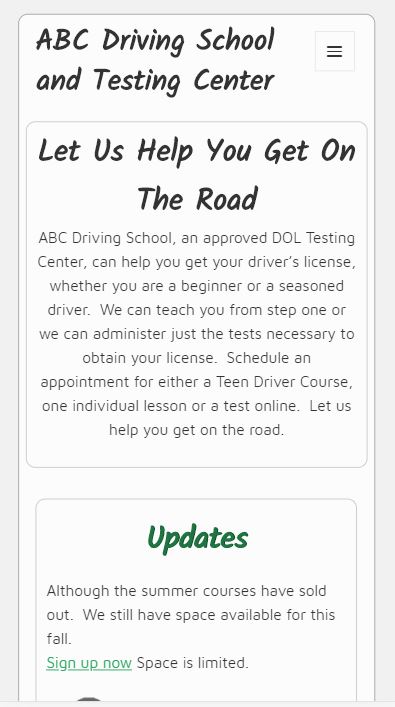 ABC Driving School
and Testing Center
Let Us Help You Get On
The Road
ABC Driving School, an approved DOL Testing
Center, can help you get your driver’s license,
whether you are a beginner or a seasoned
driver.  We can teach you from step one or
we can administer just the tests necessary to
obtain your license.  Schedule an
appointment for either a Teen Driver Course,
one individual lesson or a test online.  Let us
help you get on the road.
Updates
Although the summer courses have sold
out.  We still have space available for this
fall.
Sign up now Space is limited.